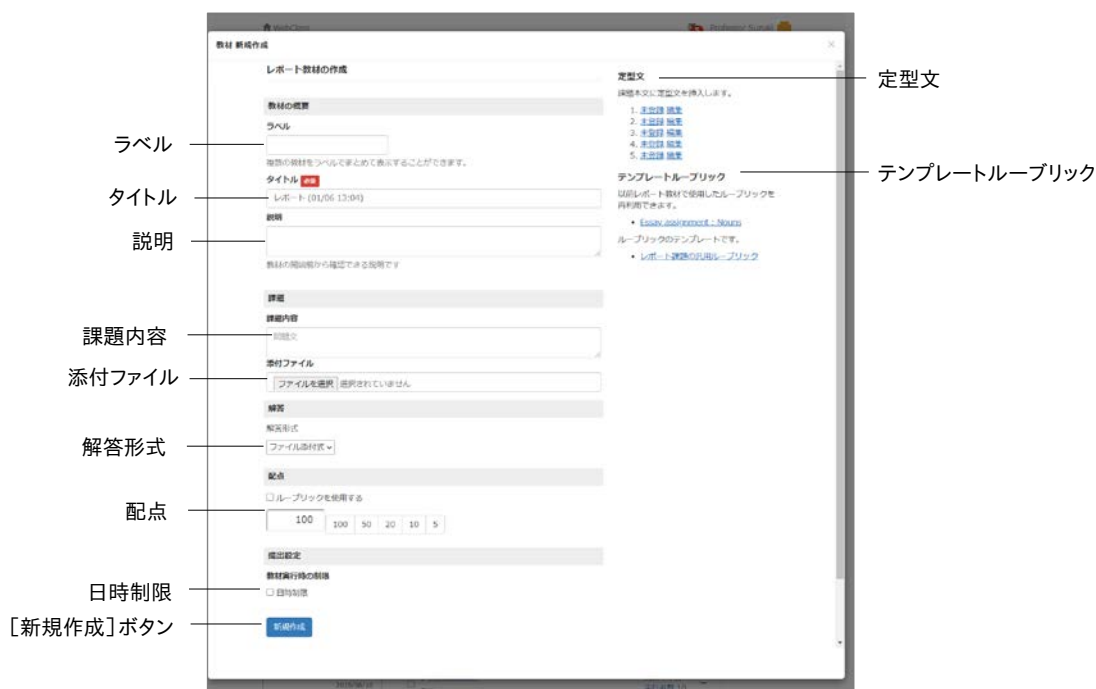 WebClass
Professor Suzuki
教材 新規作成
×
レポート教材の作成
教材の概要
ラベル
複数の教材をラベルでまとめて表示することができます。
タイトル 必須
レポート (01/06 13:04)
説明
教材の開始前から確認できる説明です
課題
課題内容
問題文
添付ファイル
ファイルを選択 選択されていません
解答
解答形式
ファイル添付式
配点
ルーブリックを使用する
100 100 50 20 10 5
提出設定
教材実行時の制限
日時制限
新規作成
定型文
課題本文に定型文を挿入します。
1. 未登録 編集
2. 未登録 編集
3. 未登録 編集
4. 未登録 編集
5. 未登録 編集
テンプレートルーブリック
以前レポート教材で使用したルーブリックを
再利用できます。
• Essay assignment : Nouns
ルーブリックのテンプレートです。
• レポート課題の汎用ルーブリック
ラベル
タイトル
説明
課題内容
添付ファイル
解答形式
配点
日時制限
[新規作成]ボタン
定型文
テンプレートルーブリック